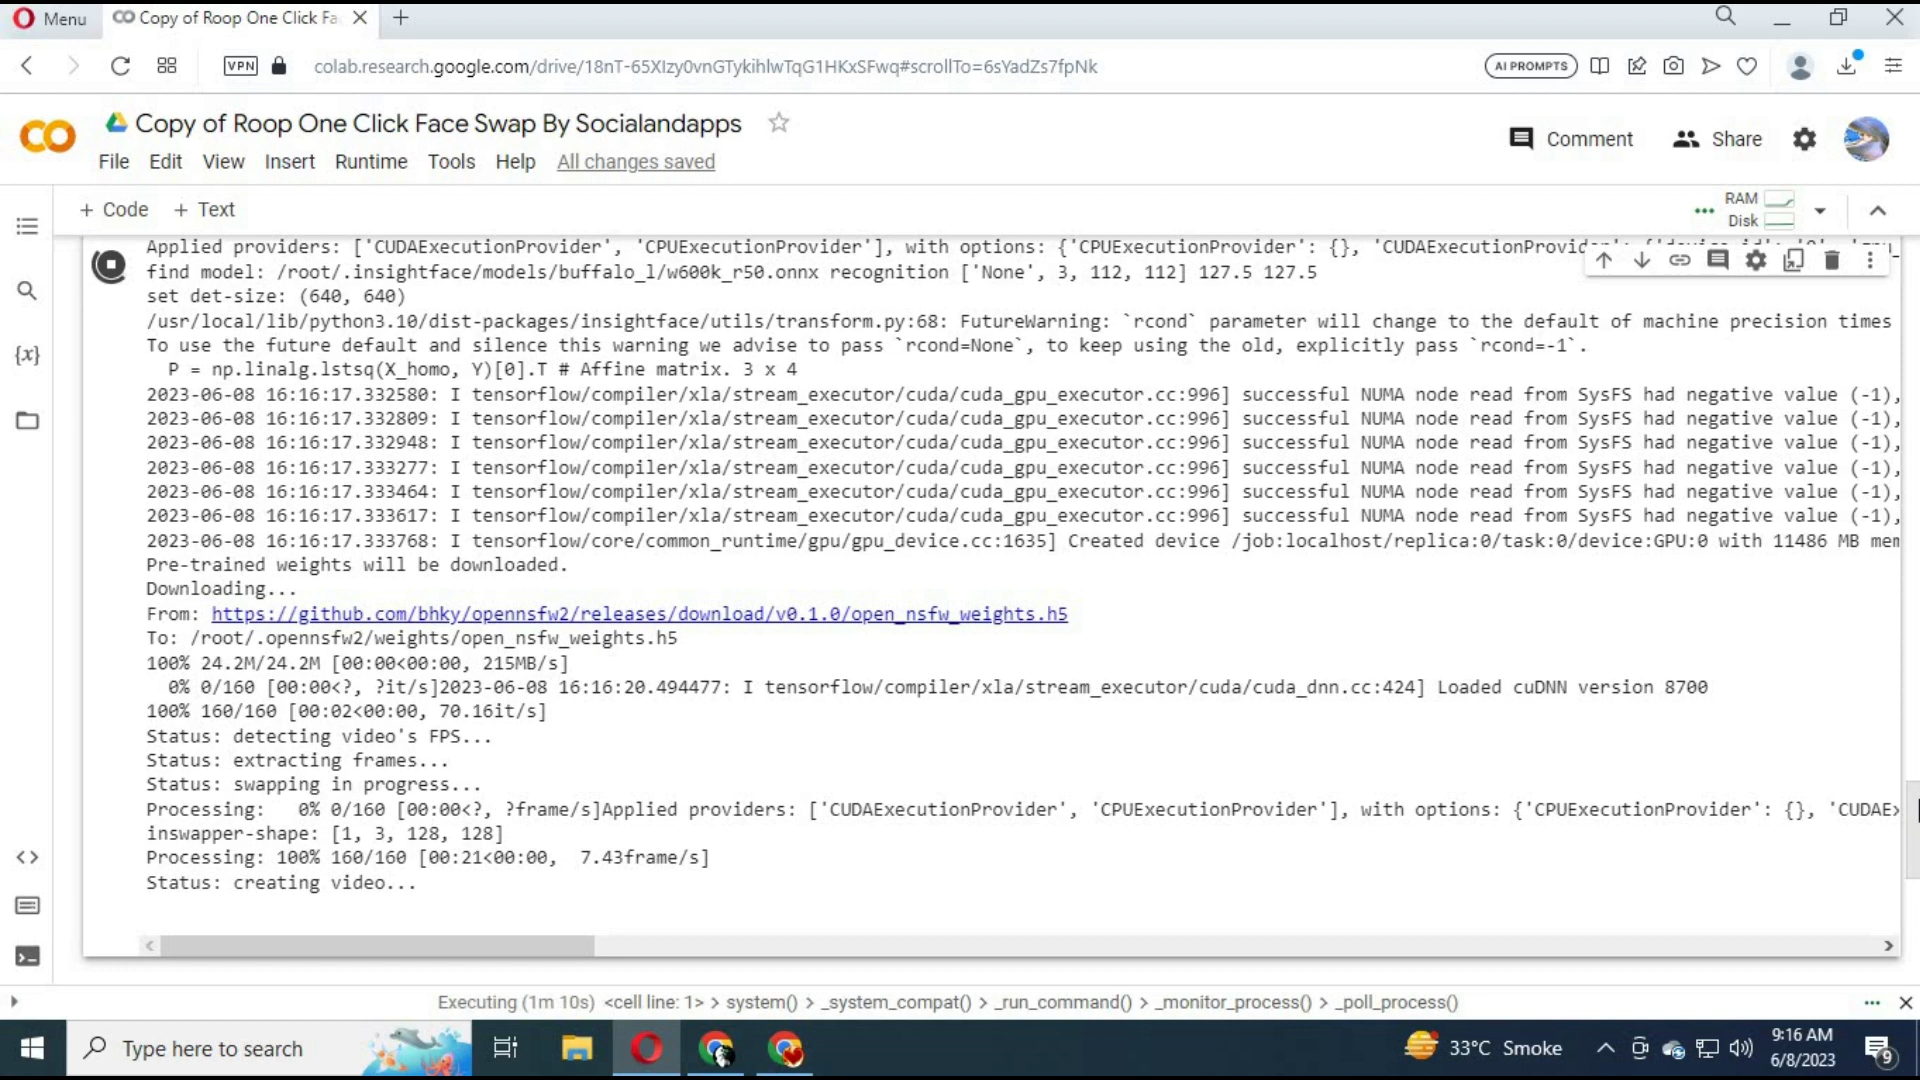 Menu
Copy of Roop One Click Fa
VPN
colab.research.google.com/drive/18nT-65XIzy0vnGTykihlwTqG1HKxSFwq#scrollTo=6sYadZs7fpNk
AI PROMPTS
Copy of Roop One Click Face Swap By Socialandapps
Comment
Share
File Edit View Insert Runtime Tools Help All changes saved
+ Code + Text
RAM
Disk
Applied providers: ['CUDAExecutionProvider', 'CPUExecutionProvider'], with options: {'CPUExecutionProvider': {}, 'CUDAExecutionProv
find model: /root/.insightface/models/buffalo_l/w600k_r50.onnx recognition ['None', 3, 112, 112] 127.5 127.5
set det-size: (640, 640)
/usr/local/lib/python3.10/dist-packages/insightface/utils/transform.py:68: FutureWarning: `rcond` parameter will change to the default of machine precision times
To use the future default and silence this warning we advise to pass `rcond=None`, to keep using the old, explicitly pass `rcond=-1`.
P = np.linalg.lstsq(X_homo, Y)[0].T # Affine matrix. 3 x 4
2023-06-08 16:16:17.332580: I tensorflow/compiler/xla/stream_executor/cuda/cuda_gpu_executor.cc:996] successful NUMA node read from SysFS had negative value (-1),
2023-06-08 16:16:17.332809: I tensorflow/compiler/xla/stream_executor/cuda/cuda_gpu_executor.cc:996] successful NUMA node read from SysFS had negative value (-1),
2023-06-08 16:16:17.332948: I tensorflow/compiler/xla/stream_executor/cuda/cuda_gpu_executor.cc:996] successful NUMA node read from SysFS had negative value (-1),
2023-06-08 16:16:17.333277: I tensorflow/compiler/xla/stream_executor/cuda/cuda_gpu_executor.cc:996] successful NUMA node read from SysFS had negative value (-1),
2023-06-08 16:16:17.333464: I tensorflow/compiler/xla/stream_executor/cuda/cuda_gpu_executor.cc:996] successful NUMA node read from SysFS had negative value (-1),
2023-06-08 16:16:17.333617: I tensorflow/compiler/xla/stream_executor/cuda/cuda_gpu_executor.cc:996] successful NUMA node read from SysFS had negative value (-1),
2023-06-08 16:16:17.333768: I tensorflow/core/common_runtime/gpu/gpu_device.cc:1635] Created device /job:localhost/replica:0/task:0/device:GPU:0 with 11486 MB mem
Pre-trained weights will be downloaded.
Downloading...
From: https://github.com/bhky/opennsfw2/releases/download/v0.1.0/open_nsfw_weights.h5
To: /root/.opennsfw2/weights/open_nsfw_weights.h5
100% 24.2M/24.2M [00:00<00:00, 215MB/s]
0% 0/160 [00:00<?, ?it/s]2023-06-08 16:16:20.494477: I tensorflow/compiler/xla/stream_executor/cuda/cuda_dnn.cc:424] Loaded cuDNN version 8700
100% 160/160 [00:02<00:00, 70.16it/s]
Status: detecting video's FPS...
Status: extracting frames...
Status: swapping in progress...
Processing:   0% 0/160 [00:00<?, ?frame/s]Applied providers: ['CUDAExecutionProvider', 'CPUExecutionProvider'], with options: {'CPUExecutionProvider': {}, 'CUDAEx
inswapper-shape: [1, 3, 128, 128]
Processing: 100% 160/160 [00:21<00:00,  7.43frame/s]
Status: creating video...
Executing (1m 10s) <cell line: 1> > system() > _system_compat() > _run_command() > _monitor_process() > _poll_process()
Type here to search
33°C Smoke
9:16 AM
6/8/2023
9